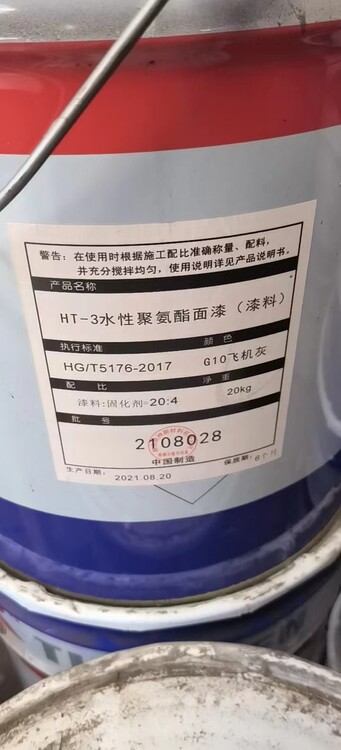 警告：在使用时根据施工配比准确称量、配料，
并充分搅拌均匀，使用说明详见产品说明书。
产品名称
HT-3水性聚氨酯面漆（漆料）
执行标准 颜色
HG/T5176-2017 G10飞机灰
配比 净重
漆料:固化剂=20:4 20kg
批号
2108028
中国制造
生产日期： 2021.08.20 保质期：6个月